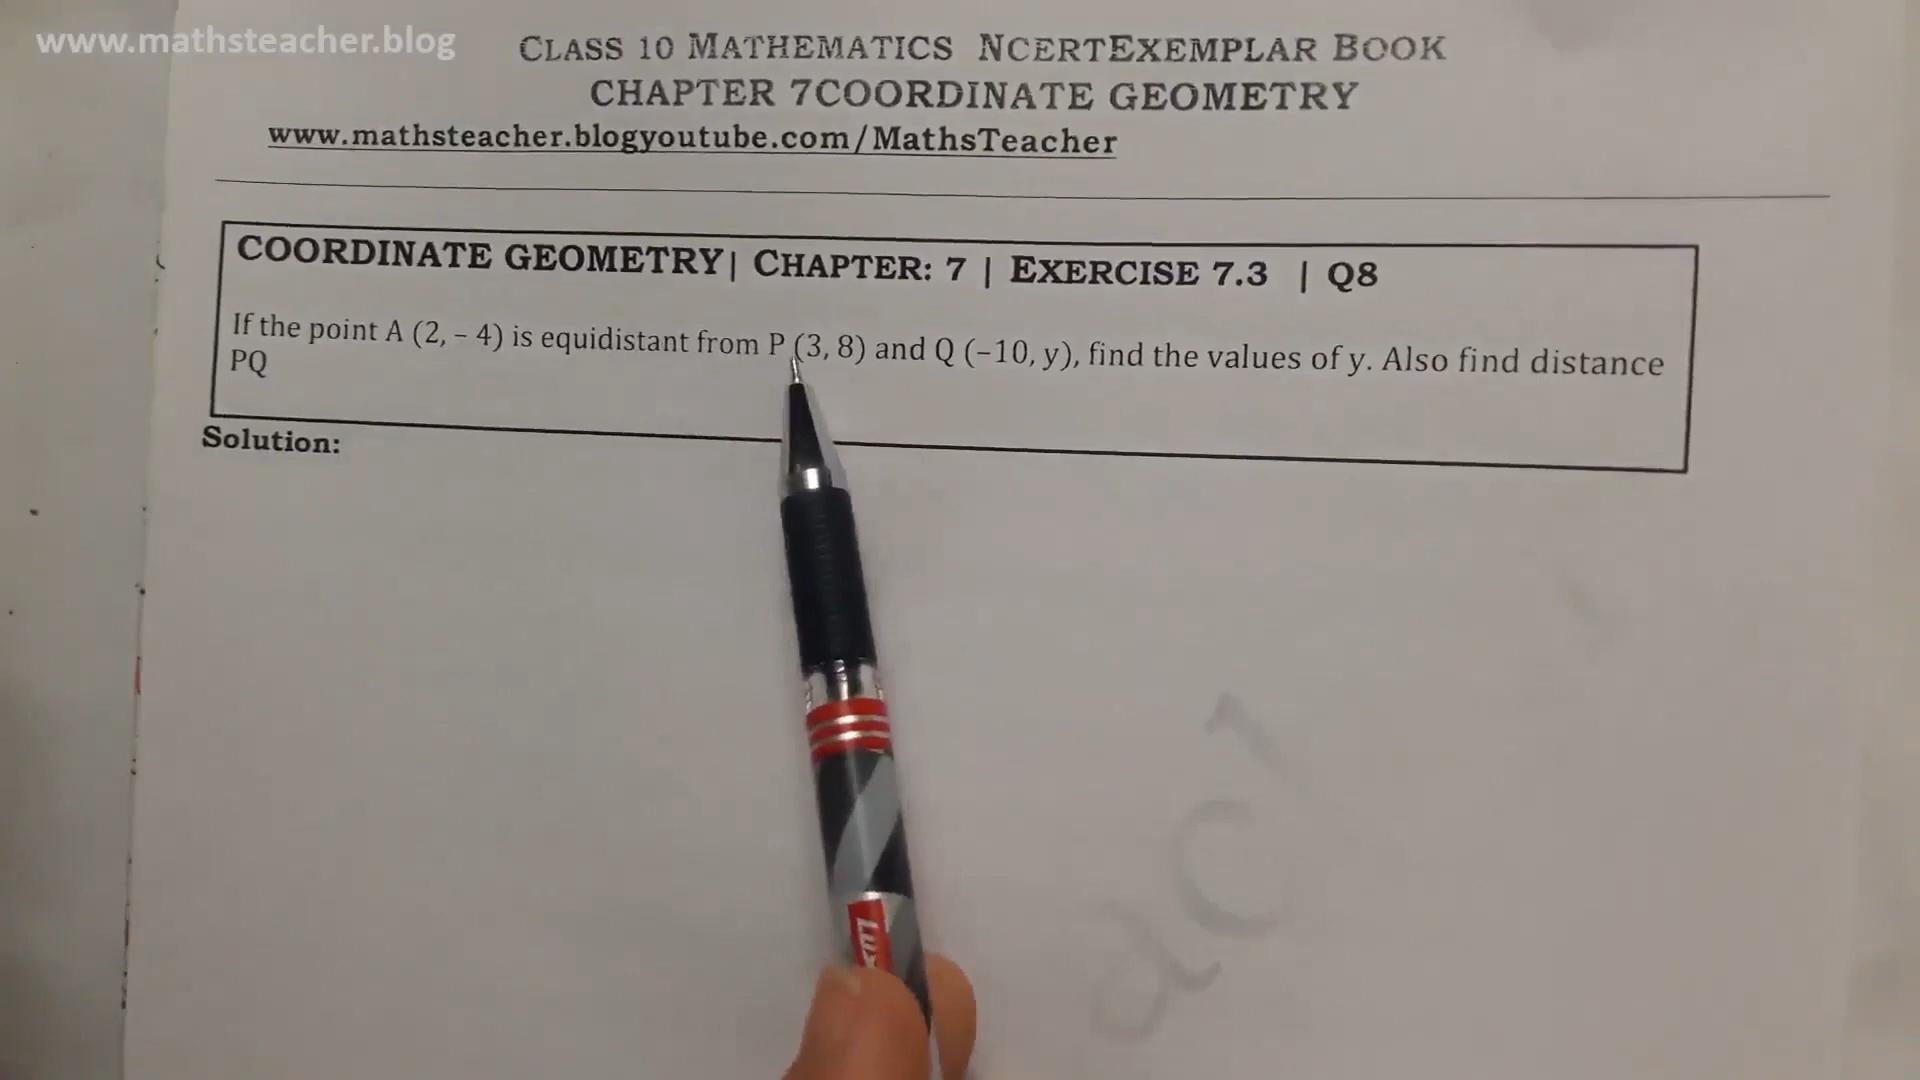 www.mathsteacher.blog
CLASS 10 MATHEMATICS NCERTEXEMPLAR BOOK
CHAPTER 7COORDINATE GEOMETRY
www.mathsteacher.blogyoutube.com/MathsTeacher
COORDINATE GEOMETRY| CHAPTER: 7 | EXERCISE 7.3 | Q8
If the point A (2, – 4) is equidistant from P (3, 8) and Q (–10, y), find the values of y. Also find distance
PQ
Solution: